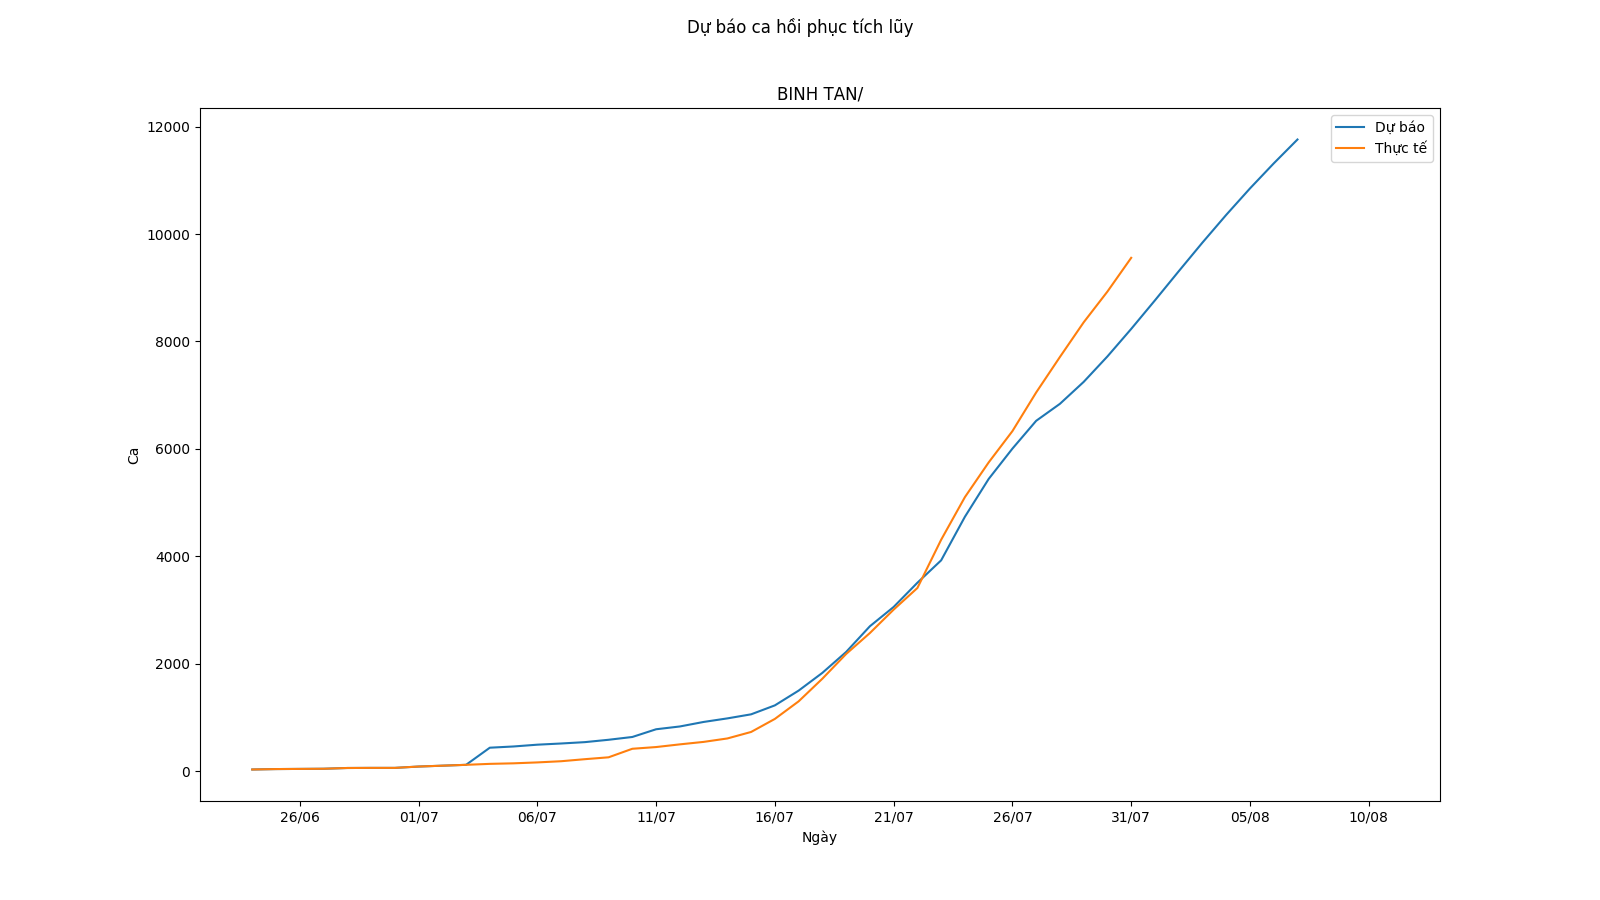 Dự báo ca hồi phục tích lũy
BINH TAN/
Dự báo
Thực tế
12000
10000
8000
6000
4000
2000
0
Ca
26/06 01/07 06/07 11/07 16/07 21/07 26/07 31/07 05/08 10/08
Ngày